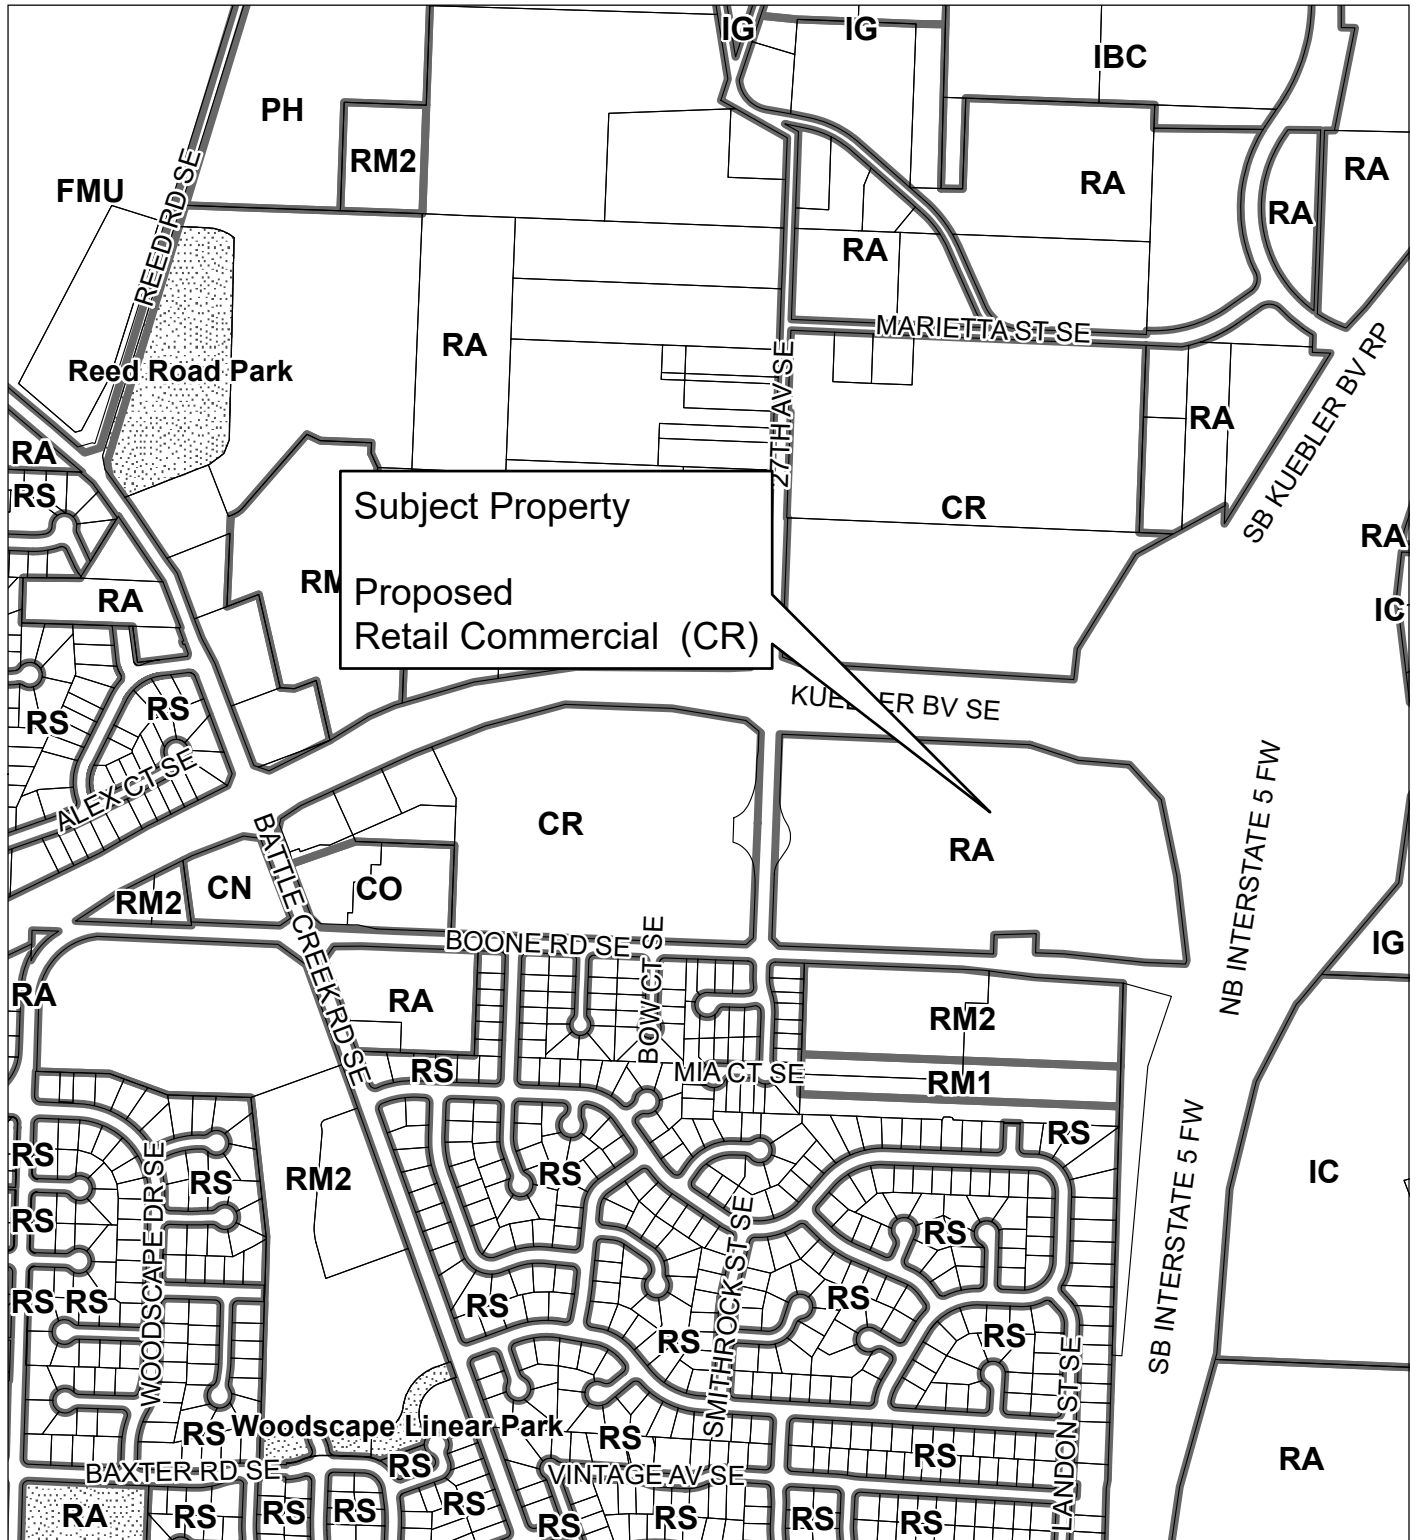 IG
IG
IBC
PH
RM2
FMU
REED RD SE
RA
RA
RA
RA
RA
MARIETTA ST SE
Reed Road Park
27TH AV SE
SB KUEBLER BV RP
RA
RA
RS
CR
Subject Property
Proposed
Retail Commercial (CR)
RA
RA
IC
RS
RS
KUEBLER BV SE
ALEX CT SE
NB INTERSTATE 5 FW
BATTLE CREEK RD SE
CR
RA
RM2
CN
CO
BOONE RD SE
BOW CT SE
IG
RA
RA
RM2
RS
MIA CT SE
RM1
RS
SB INTERSTATE 5 FW
RS
RS
RM2
RS
IC
RS
WOODSCAPE DR SE
SMITHROCK ST SE
RS
RS
RS
RS
RS
RS
RS
LANDON ST SE
RS
Woodscape Linear Park
RS
RS
RA
BAXTER RD SE
RS
VINTAGE AV SE
RA
RS
RS
RS
RS
RS
RS
RS
RS